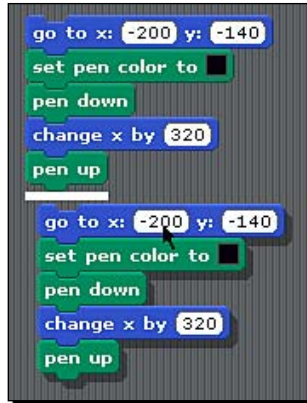 go to x: -200 y: -140
set pen color to
pen down
change x by 320
pen up
go to x: -200 y: -140
set pen color to
pen down
change x by 320
pen up